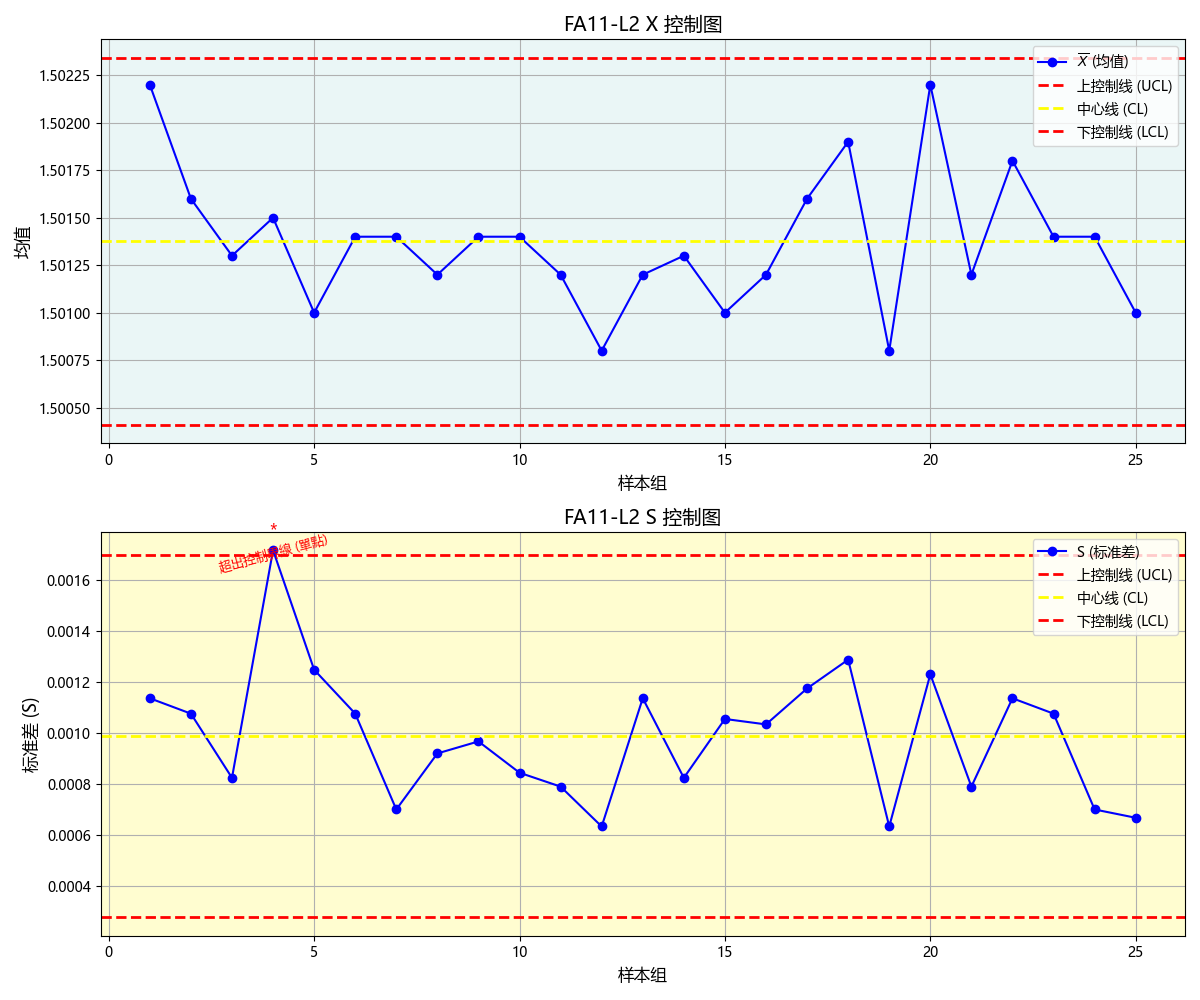 FA11-L2 X 控制图
1.50225
1.50200
1.50175
1.50150
1.50125
1.50100
1.50075
1.50050
均值
X (均值)
上控制线 (UCL)
中心线 (CL)
下控制线 (LCL)
0 5 10 15 20 25
样本组
FA11-L2 S 控制图
*
超出控制界線 (單點)
0.0016
0.0014
0.0012
0.0010
0.0008
0.0006
0.0004
标准差 (S)
S (标准差)
上控制线 (UCL)
中心线 (CL)
下控制线 (LCL)
0 5 10 15 20 25
样本组